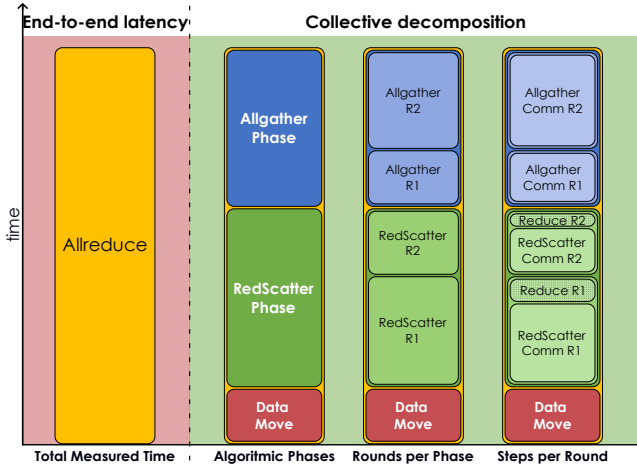 End-to-end latency
Collective decomposition
time
Allreduce
Allgather
Phase
RedScatter
Phase
Data
Move
Allgather
R2
Allgather
R1
RedScatter
R2
RedScatter
R1
Data
Move
Allgather
Comm R2
Allgather
Comm R1
Reduce R2
RedScatter
Comm R2
Reduce R1
RedScatter
Comm R1
Data
Move
Total Measured Time
Algoritmic Phases
Rounds per Phase
Steps per Round